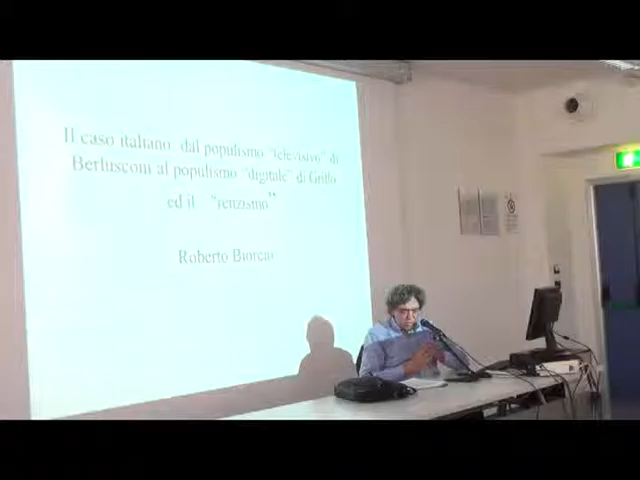 Il caso italiano: dal populismo "televisivo" di
Berlusconi al populismo "digitale" di Grillo
ed il "renzismo"
Roberto Biorcio